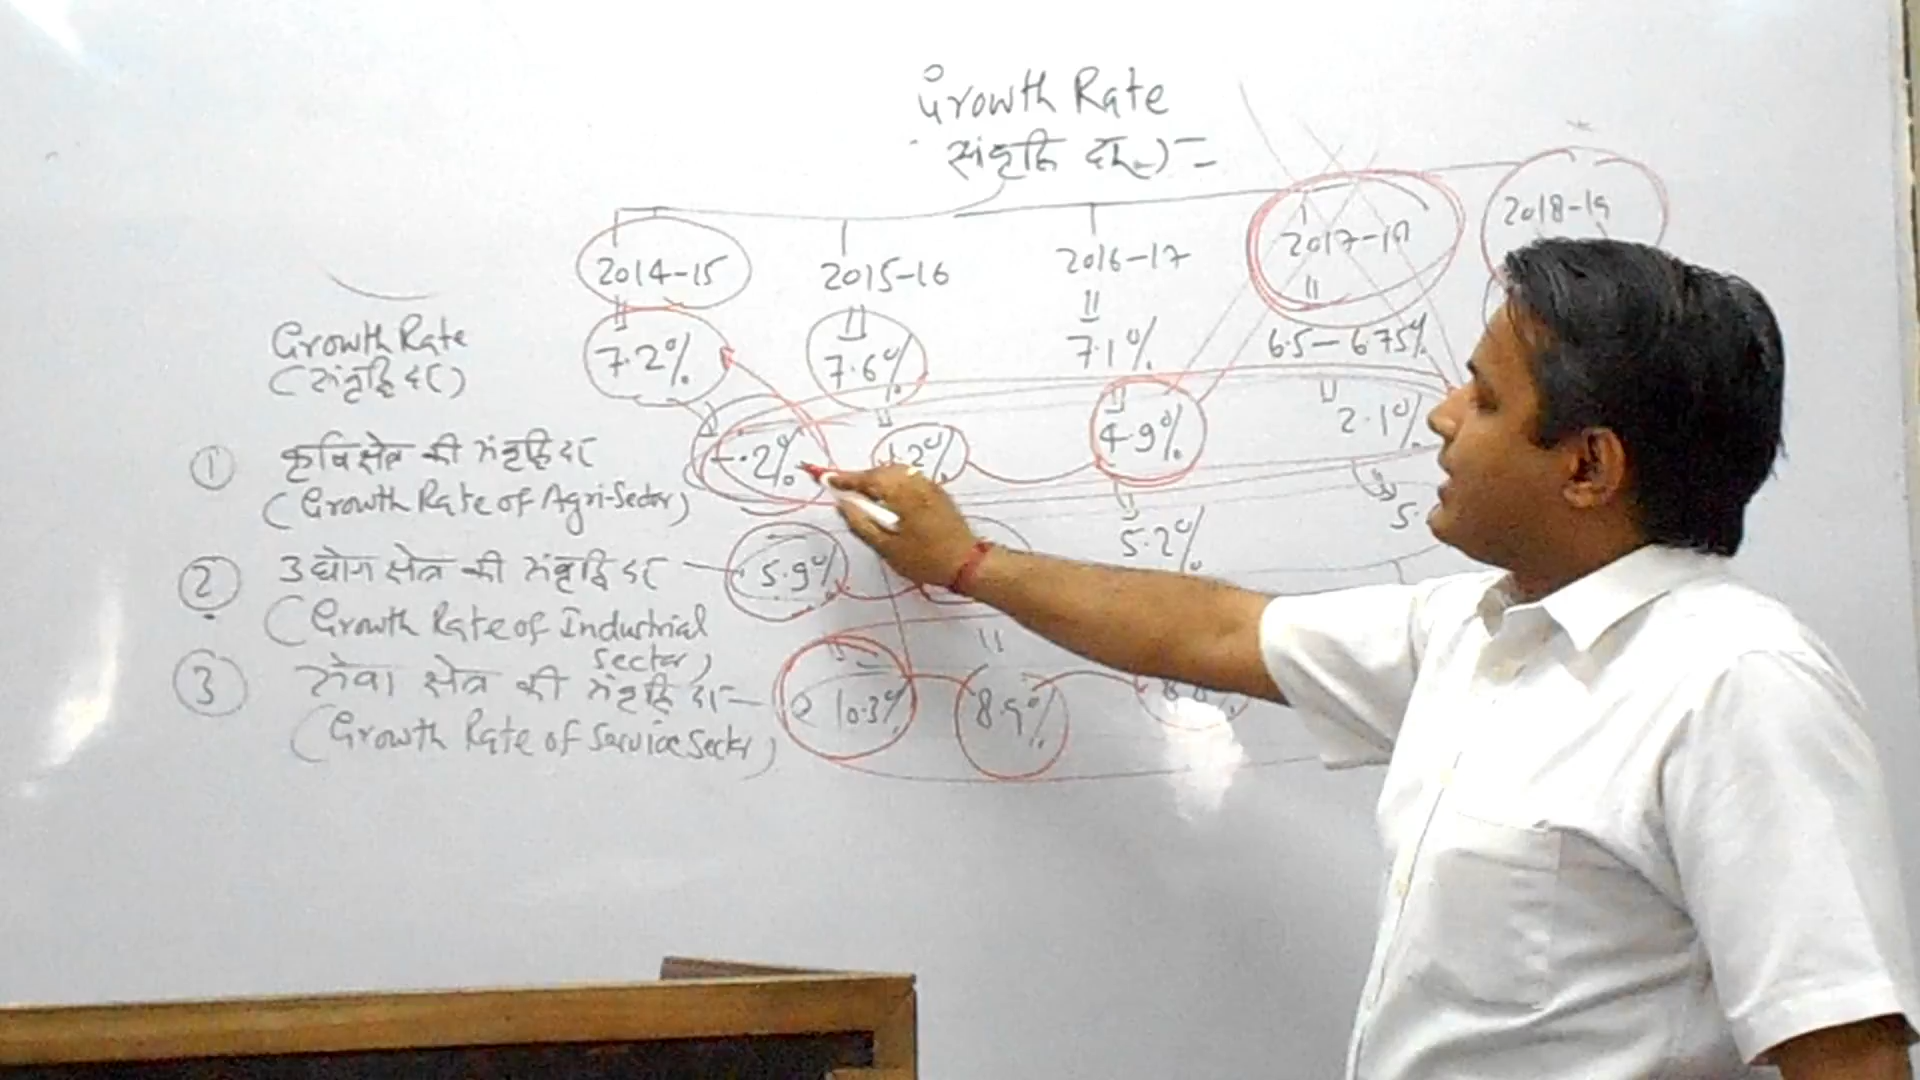 Growth Rate
संवृद्धि दर) =
2014-15 2015-16 2016-17 2017-18 2018-19
Growth Rate
(संवृद्धि दर)
7.2% 7.6% 7.1% 6.5 - 6.75%
① कृषि क्षेत्र की संवृद्धि दर
(Growth Rate of Agri-Sector)
-.2% 4.9% 2.1%
② उद्योग क्षेत्र की संवृद्धि दर
(Growth Rate of Industrial
Sector)
5.9% 5.2%
③ सेवा क्षेत्र की संवृद्धि दर
(Growth Rate of Service Sector)
10.3% 8.9%